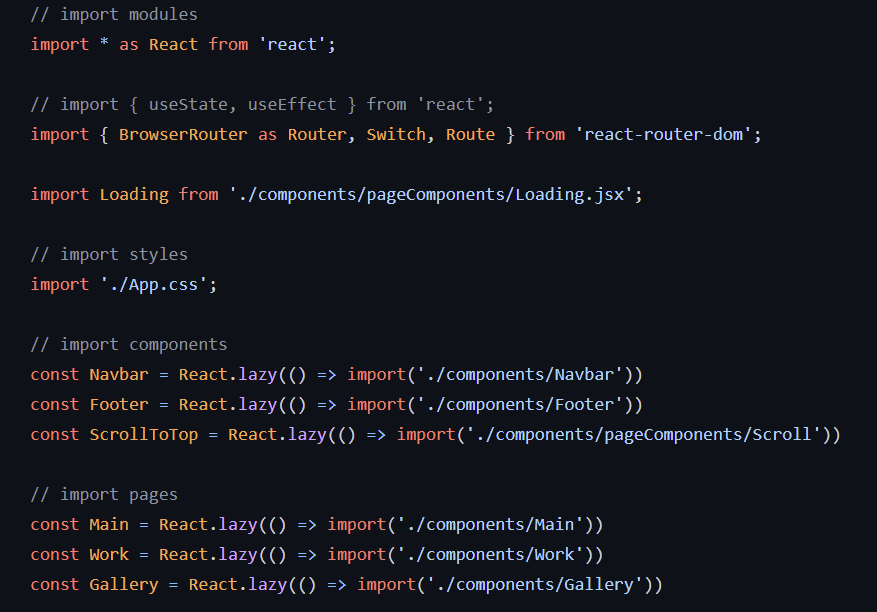 // import modules
import * as React from 'react';
// import { useState, useEffect } from 'react';
import { BrowserRouter as Router, Switch, Route } from 'react-router-dom';
import Loading from './components/pageComponents/Loading.jsx';
// import styles
import './App.css';
// import components
const Navbar = React.lazy(() => import('./components/Navbar'))
const Footer = React.lazy(() => import('./components/Footer'))
const ScrollToTop = React.lazy(() => import('./components/pageComponents/Scroll'))
// import pages
const Main = React.lazy(() => import('./components/Main'))
const Work = React.lazy(() => import('./components/Work'))
const Gallery = React.lazy(() => import('./components/Gallery'))